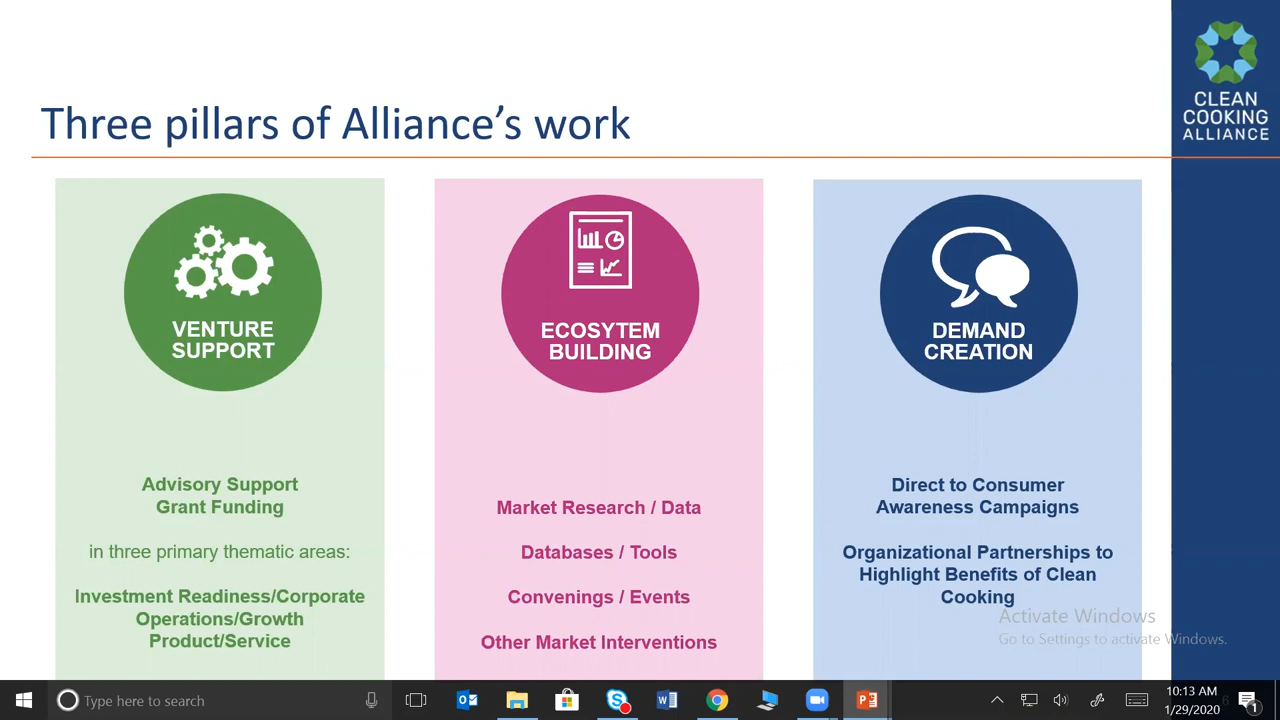 Three pillars of Alliance's work
CLEAN
COOKING
ALLIANCE
VENTURE
SUPPORT
Advisory Support
Grant Funding
in three primary thematic areas:
Investment Readiness/Corporate
Operations/Growth
Product/Service
ECOSYTEM
BUILDING
Market Research / Data
Databases / Tools
Convenings / Events
Other Market Interventions
DEMAND
CREATION
Direct to Consumer
Awareness Campaigns
Organizational Partnerships to
Highlight Benefits of Clean
Cooking
Activate Windows
Go to Settings to activate Windows.
Type here to search
10:13 AM
1/29/2020
6
1